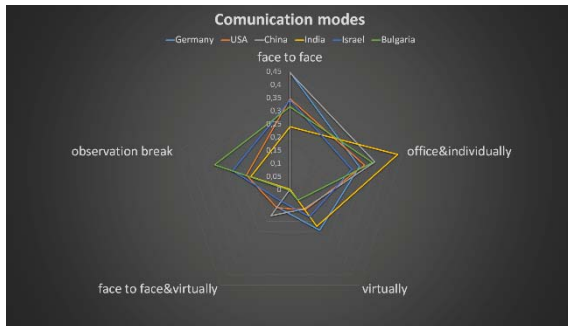 Comunication modes
Germany USA China India Israel Bulgaria
face to face
0,45
0,4
0,35
0,3
0,25
0,2
0,15
0,1
0,05
0
observation break
office&individually
face to face&virtually
virtually